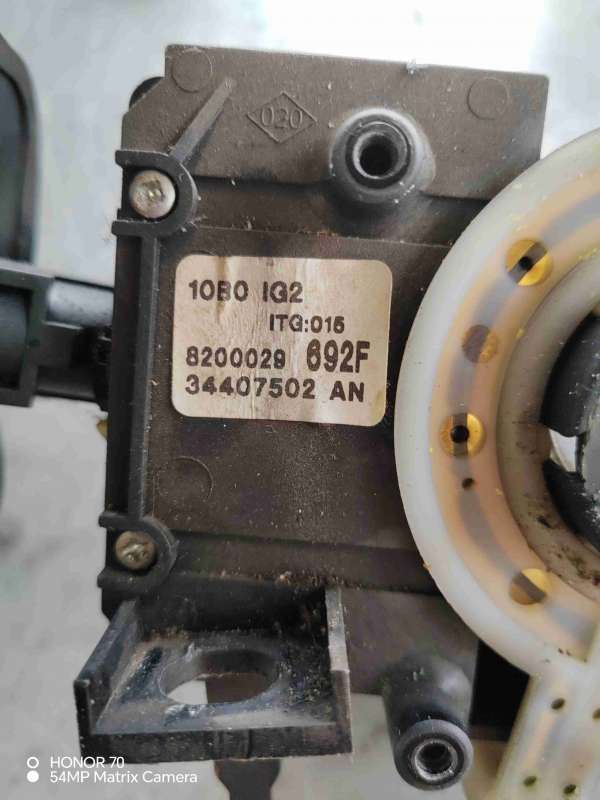 020
10B0 IG2
ITG:015
8200029 692F
34407502 AN
HONOR 70
54MP Matrix Camera